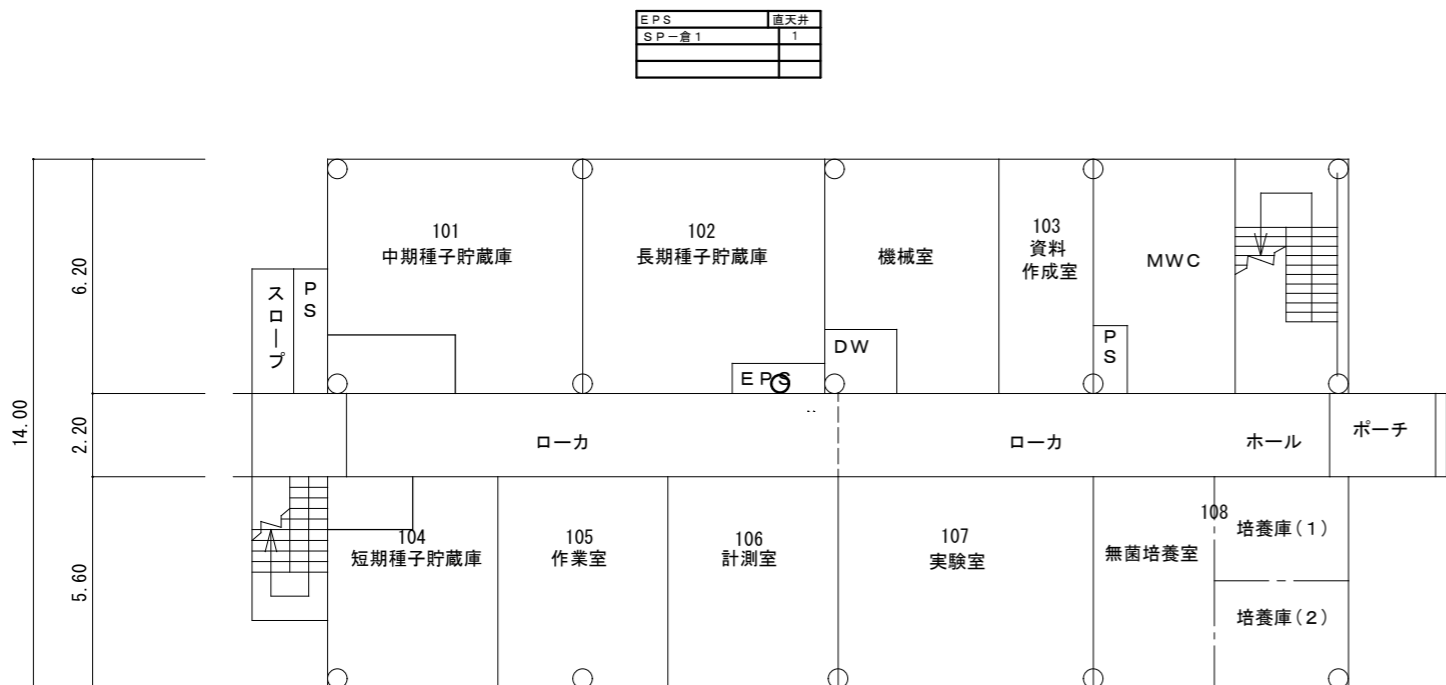 EPS 直天井
SP−倉1 1
101
中期種子貯蔵庫
102
長期種子貯蔵庫
機械室
103
資料
作成室
MWC
スロープ
PS
EPS
DW
PS
6.20
14.00
2.20
5.60
ローカ
ローカ
ホール
ポーチ
104
短期種子貯蔵庫
105
作業室
106
計測室
107
実験室
108
無菌培養室
培養庫(1)
培養庫(2)